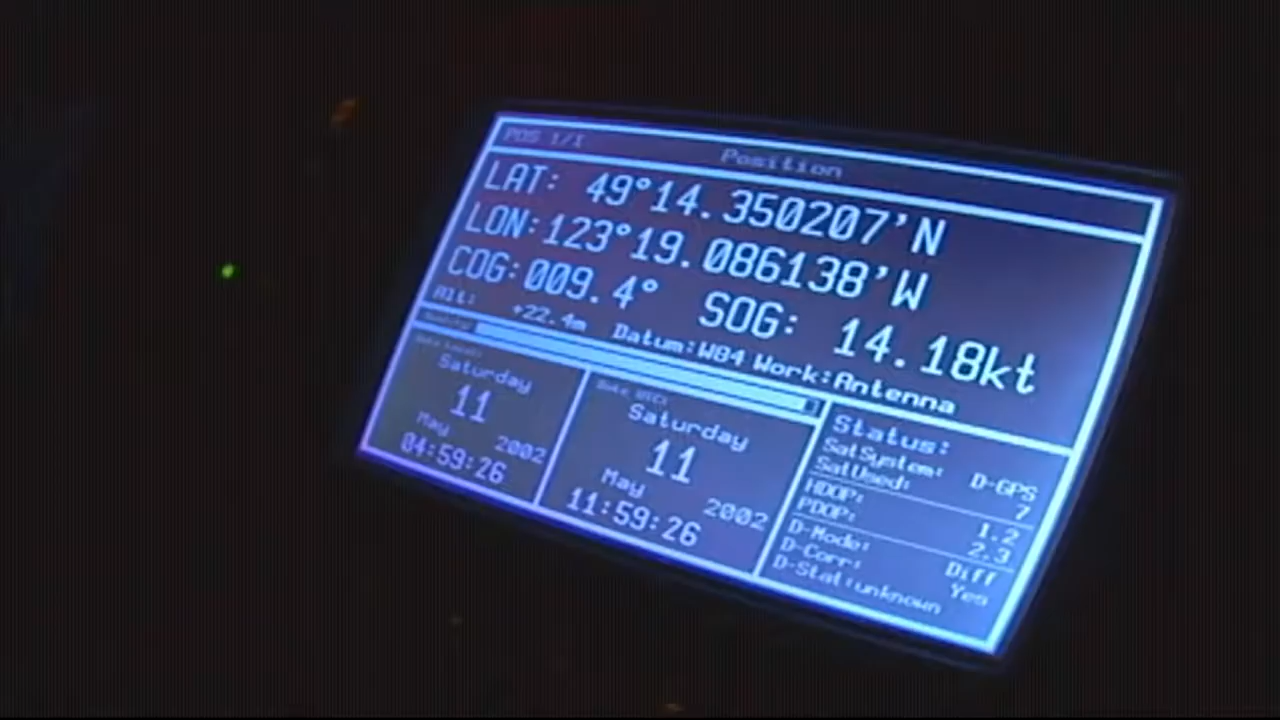 POS 1/I
Position
LAT: 49°14.350207'N
LON:123°19.086138'W
COG:009.4° SOG: 14.18kt
Alt: +22.4m Datum:W84 Work:Antenna
Saturday
11
May 2002
04:59:26
Saturday
11
May 2002
11:59:26
Status:
SatSystem: D-GPS
SatUsed: 7
HDOP: 1.2
PDOP: 2.3
D-Mode: Diff
D-Corr: Yes
D-Stat:unknown